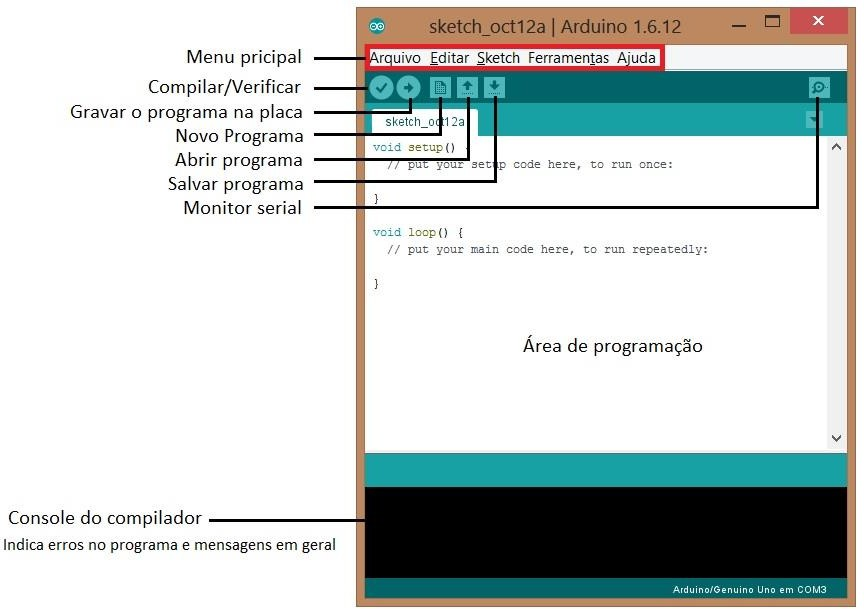 sketch_oct12a | Arduino 1.6.12
Menu pricipal
Arquivo Editar Sketch Ferramentas Ajuda
Compilar/Verificar
Gravar o programa na placa
Novo Programa
Abrir programa
Salvar programa
Monitor serial
sketch_oct12a
void setup() {
// put your setup code here, to run once:
}
void loop() {
// put your main code here, to run repeatedly:
}
Área de programação
Console do compilador
Indica erros no programa e mensagens em geral
Arduino/Genuino Uno em COM3